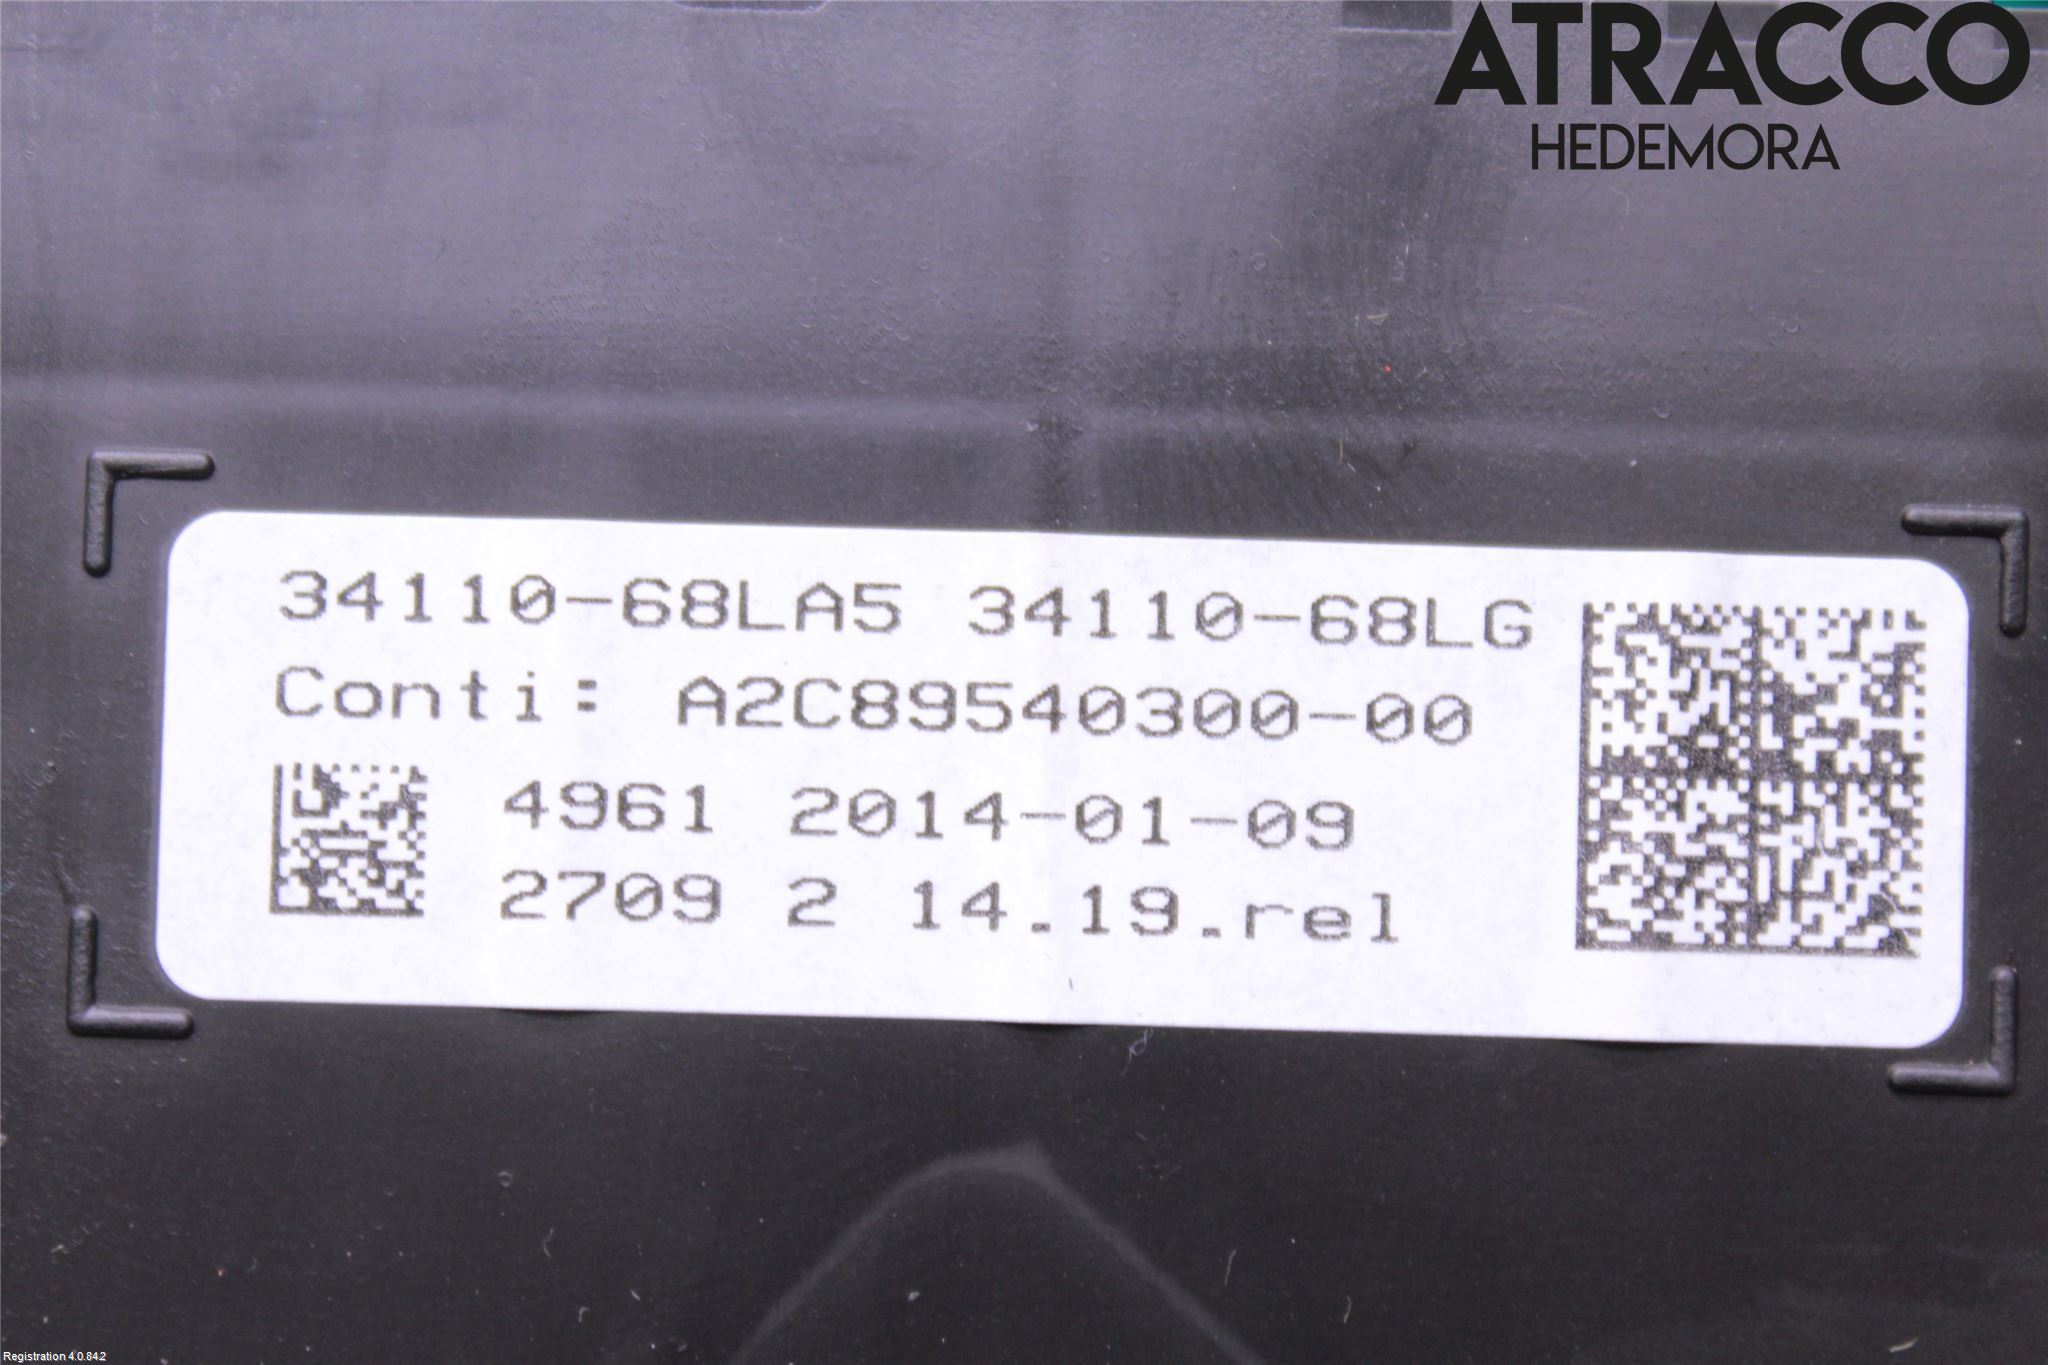 ATRACCO
HEDEMORA
34110-68LA5 34110-68LG
Conti: A2C89540300-00
4961 2014-01-09
2709 2 14.19.rel
Registration 4.0.84.2